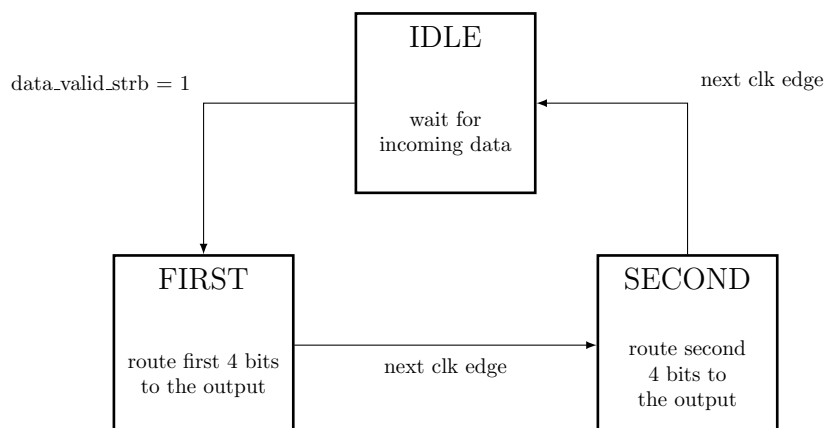 IDLE
wait for
incoming data
data_valid_strb = 1
next clk edge
FIRST
route first 4 bits
to the output
next clk edge
SECOND
route second
4 bits to
the output